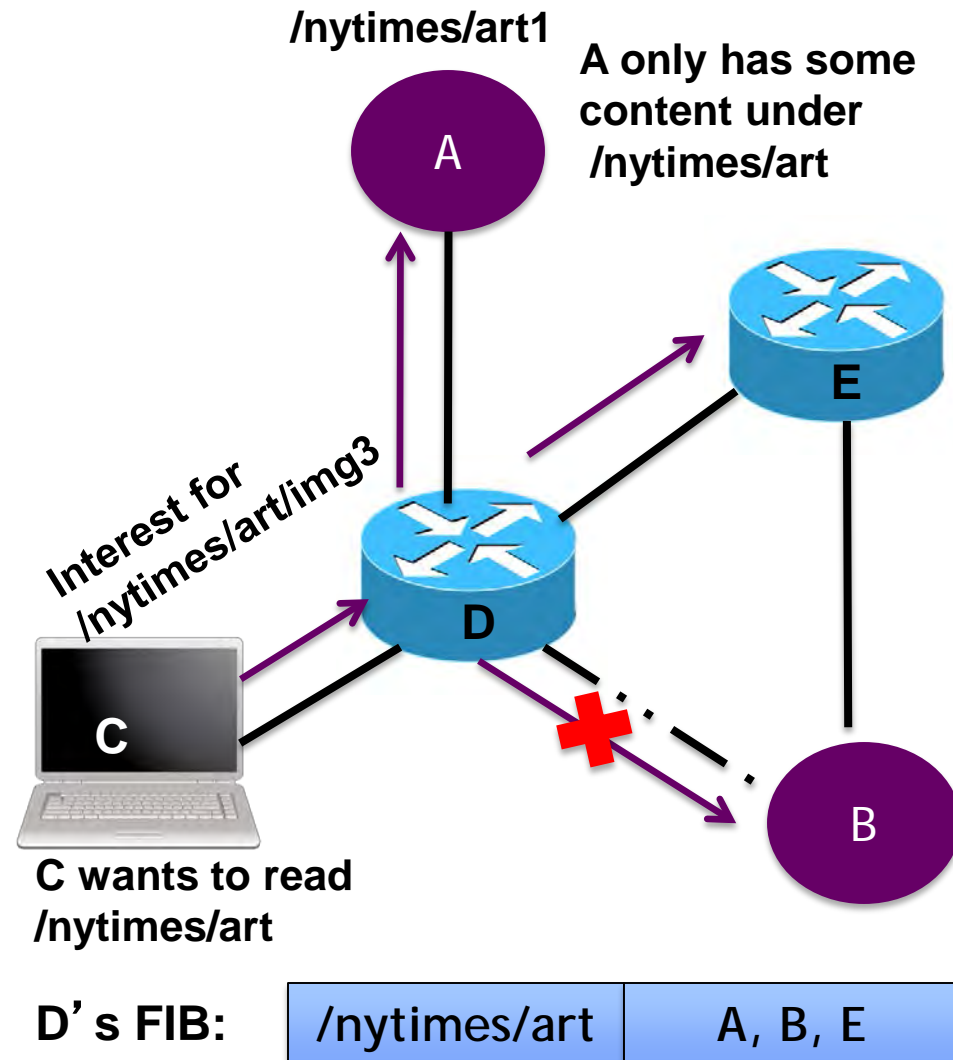 /nytimes/art1
A only has some
content under
/nytimes/art
A
E
Interest for
/nytimes/art/img3
D
C
B
C wants to read
/nytimes/art
D's FIB:
/nytimes/art
A, B, E